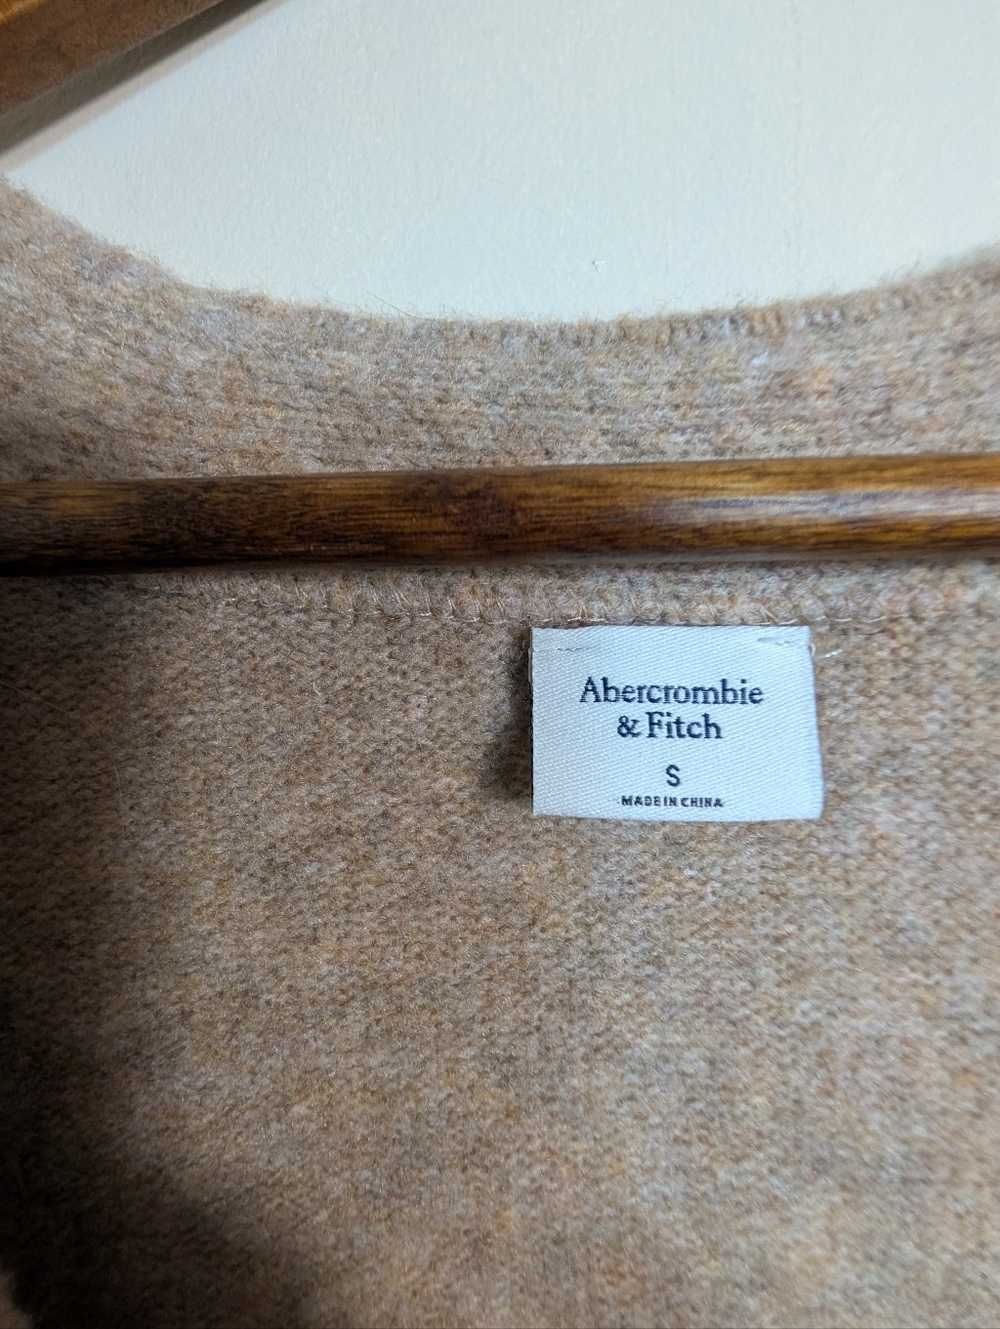 Abercrombie
& Fitch
S
MADE IN CHINA